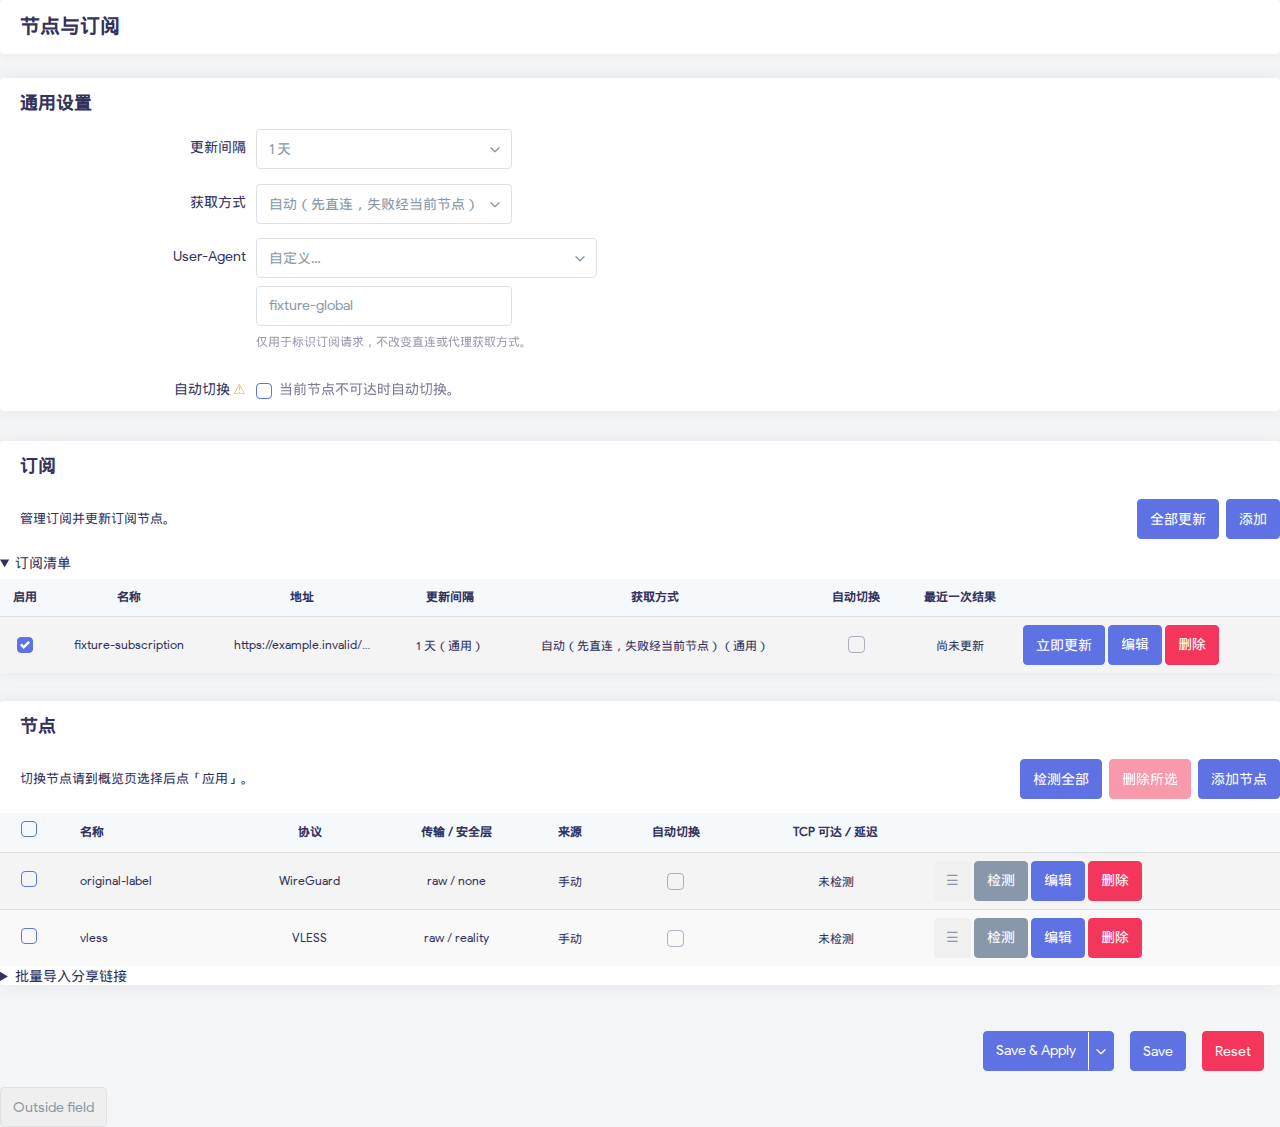 节点与订阅
通用设置
更新间隔 1 天
获取方式 自动（先直连，失败经当前节点）
User-Agent 自定义...
fixture-global
仅用于标识订阅请求，不改变直连或代理获取方式。
自动切换 ⚠ 当前节点不可达时自动切换。
订阅
管理订阅并更新订阅节点。 全部更新 添加
▼ 订阅清单
启用 名称 地址 更新间隔 获取方式 自动切换 最近一次结果
fixture-subscription https://example.invalid/... 1 天（通用） 自动（先直连，失败经当前节点）（通用） 尚未更新 立即更新 编辑 删除
节点
切换节点请到概览页选择后点「应用」。 检测全部 删除所选 添加节点
名称 协议 传输 / 安全层 来源 自动切换 TCP 可达 / 延迟
original-label WireGuard raw / none 手动 未检测 ☰ 检测 编辑 删除
vless VLESS raw / reality 手动 未检测 ☰ 检测 编辑 删除
▶ 批量导入分享链接
Save & Apply Save Reset
Outside field